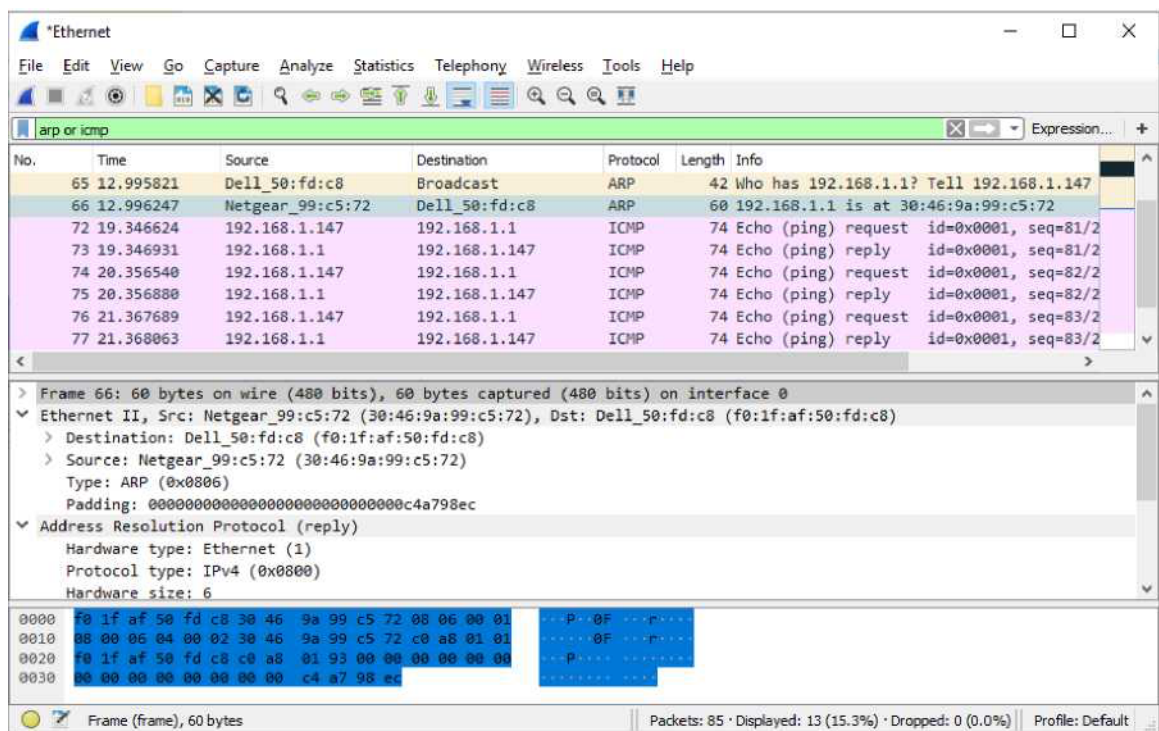 *Ethernet
File Edit View Go Capture Analyze Statistics Telephony Wireless Tools Help
arp or icmp Expression... +
No. Time Source Destination Protocol Length Info
65 12.995821 Dell_50:fd:c8 Broadcast ARP 42 Who has 192.168.1.1? Tell 192.168.1.147
66 12.996247 Netgear_99:c5:72 Dell_50:fd:c8 ARP 60 192.168.1.1 is at 30:46:9a:99:c5:72
72 19.346624 192.168.1.147 192.168.1.1 ICMP 74 Echo (ping) request id=0x0001, seq=81/2
73 19.346931 192.168.1.1 192.168.1.147 ICMP 74 Echo (ping) reply id=0x0001, seq=81/2
74 20.356540 192.168.1.147 192.168.1.1 ICMP 74 Echo (ping) request id=0x0001, seq=82/2
75 20.356880 192.168.1.1 192.168.1.147 ICMP 74 Echo (ping) reply id=0x0001, seq=82/2
76 21.367689 192.168.1.147 192.168.1.1 ICMP 74 Echo (ping) request id=0x0001, seq=83/2
77 21.368063 192.168.1.1 192.168.1.147 ICMP 74 Echo (ping) reply id=0x0001, seq=83/2
Frame 66: 60 bytes on wire (480 bits), 60 bytes captured (480 bits) on interface 0
Ethernet II, Src: Netgear_99:c5:72 (30:46:9a:99:c5:72), Dst: Dell_50:fd:c8 (f0:1f:af:50:fd:c8)
Destination: Dell_50:fd:c8 (f0:1f:af:50:fd:c8)
Source: Netgear_99:c5:72 (30:46:9a:99:c5:72)
Type: ARP (0x0806)
Padding: 0000000000000000000000000000c4a798ec
Address Resolution Protocol (reply)
Hardware type: Ethernet (1)
Protocol type: IPv4 (0x0800)
Hardware size: 6
0000 f0 1f af 50 fd c8 30 46 9a 99 c5 72 08 06 00 01 ···P··0F ···r····
0010 08 00 06 04 00 02 30 46 9a 99 c5 72 c0 a8 01 01 ······0F ···r····
0020 f0 1f af 50 fd c8 c0 a8 01 93 00 00 00 00 00 00 ···P···· ········
0030 00 00 00 00 00 00 00 00 c4 a7 98 ec ········ ····
Frame (frame), 60 bytes Packets: 85 · Displayed: 13 (15.3%) · Dropped: 0 (0.0%) Profile: Default